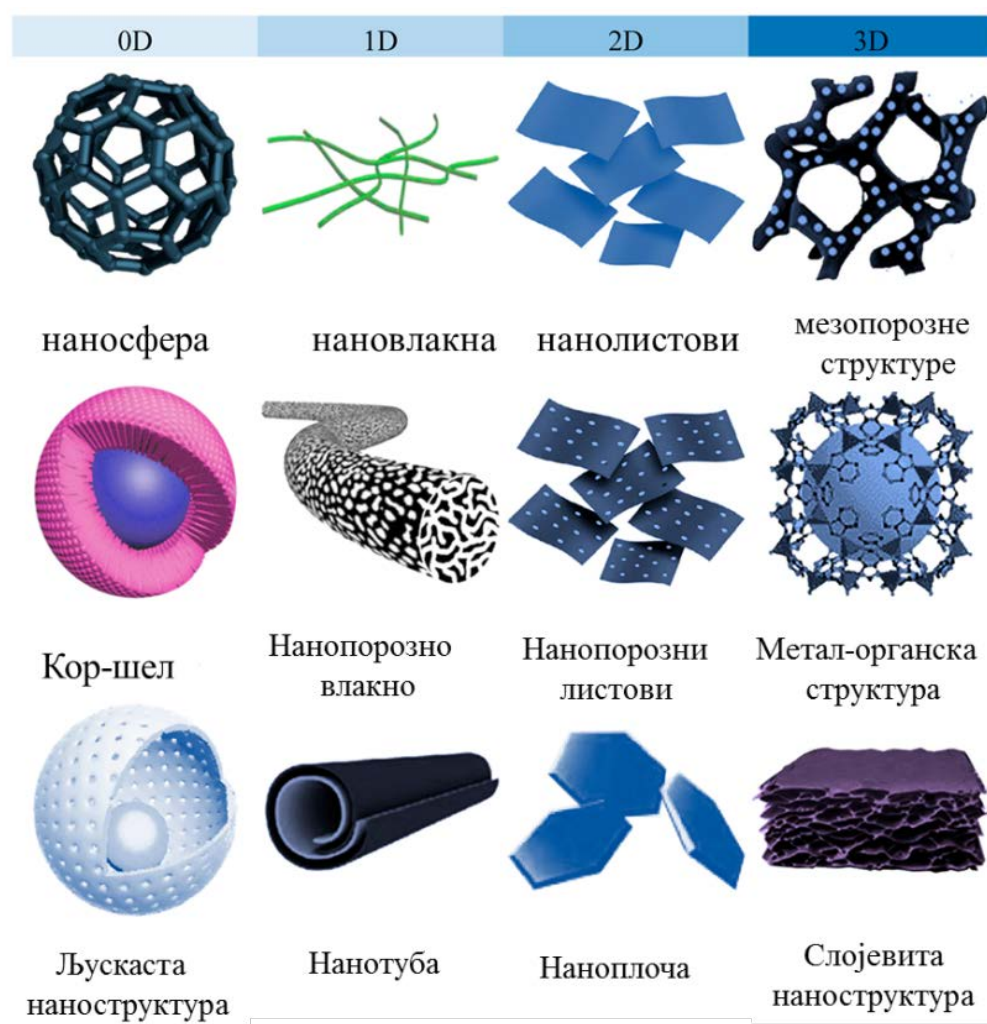 0D
1D
2D
3D
наносфера
нановлакна
нанолистови
мезопорозне
структуре
Кор-шел
Нанопорозно
влакно
Нанопорозни
листови
Метал-органска
структура
Љускаста
наноструктура
Нанотуба
Наноплоча
Слојевита
наноструктура